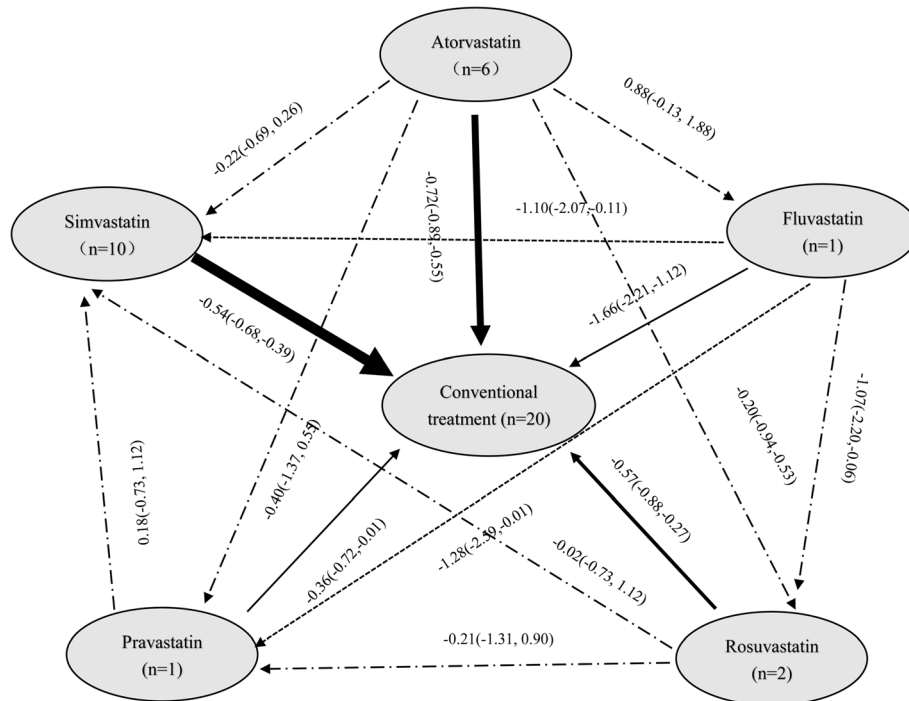 Atorvastatin
（n=6）
0.88(-0.13, 1.88)
-0.22(-0.69, 0.26)
-0.72(-0.89,-0.55)
-1.10(-2.07,-0.11)
Simvastatin
（n=10）
Fluvastatin
(n=1)
-0.54(-0.68,-0.39)
-1.66(-2.21,-1.12)
Conventional
treatment (n=20)
-1.07(-2.20,-0.06)
-0.20(-0.94,-0.53)
-0.40(-1.37, 0.57)
-0.57(-0.88,-0.27)
0.18(-0.73, 1.12)
-0.36(-0.72,-0.01)
-1.28(-2.59,-0.01)
-0.02(-0.73, 1.12)
-0.21(-1.31, 0.90)
Pravastatin
(n=1)
Rosuvastatin
(n=2)